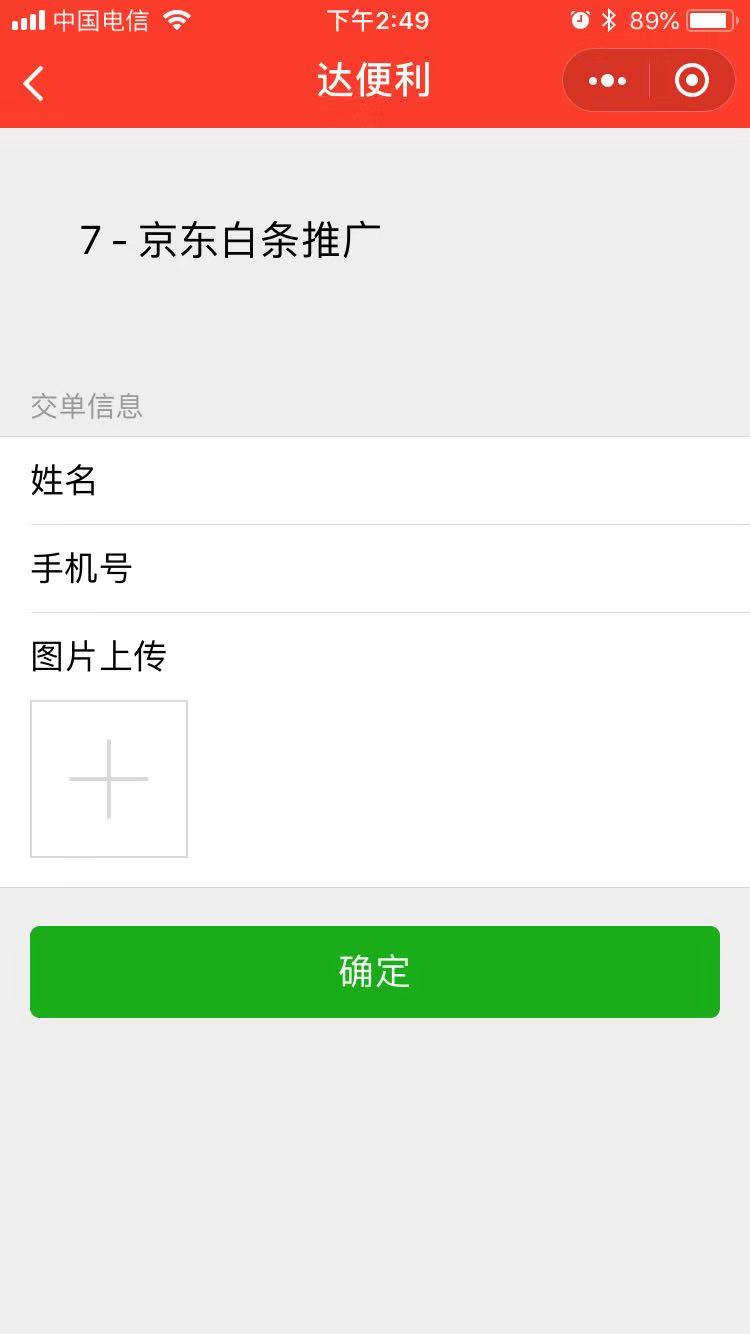 中国电信 下午2:49 89%
达便利
7 - 京东白条推广
交单信息
姓名
手机号
图片上传
确定